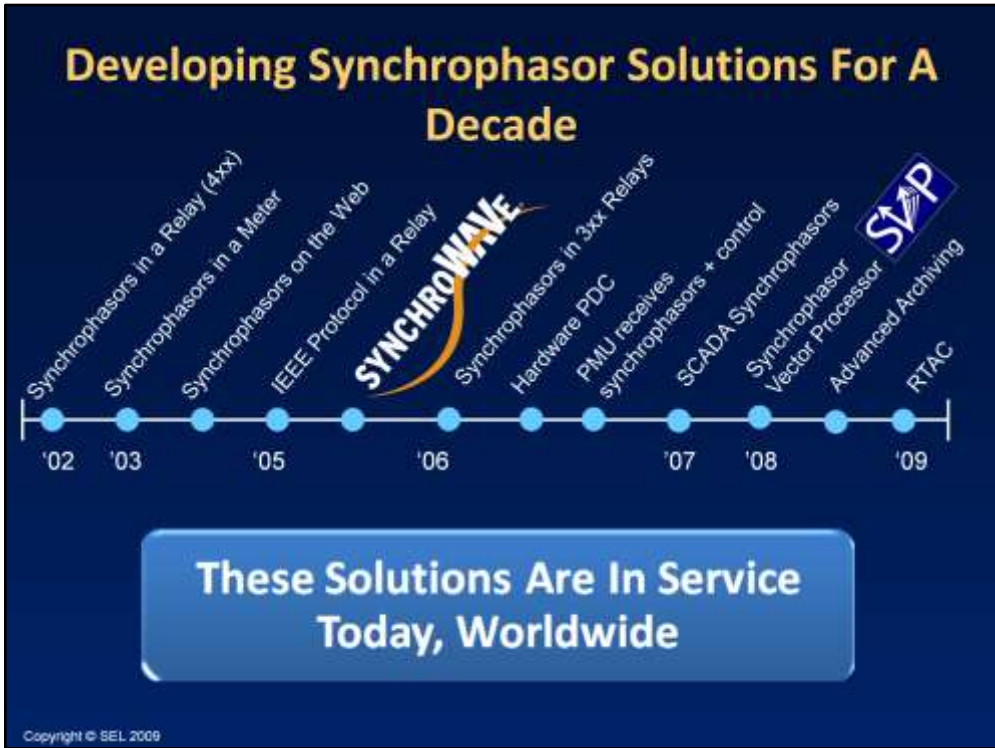 Developing Synchrophasor Solutions For A
Decade
Synchrophasors in a Relay (4xx)
Synchrophasors in a Meter
Synchrophasors on the Web
IEEE Protocol in a Relay
SYNCHROWAVE®
Synchrophasors in 3xx Relays
Hardware PDC
PMU receives
synchrophasors + control
SCADA Synchrophasors
Synchrophasor
Vector Processor
SVP
Advanced Archiving
RTAC
'02 '03 '05 '06 '07 '08 '09
These Solutions Are In Service
Today, Worldwide
Copyright © SEL 2009